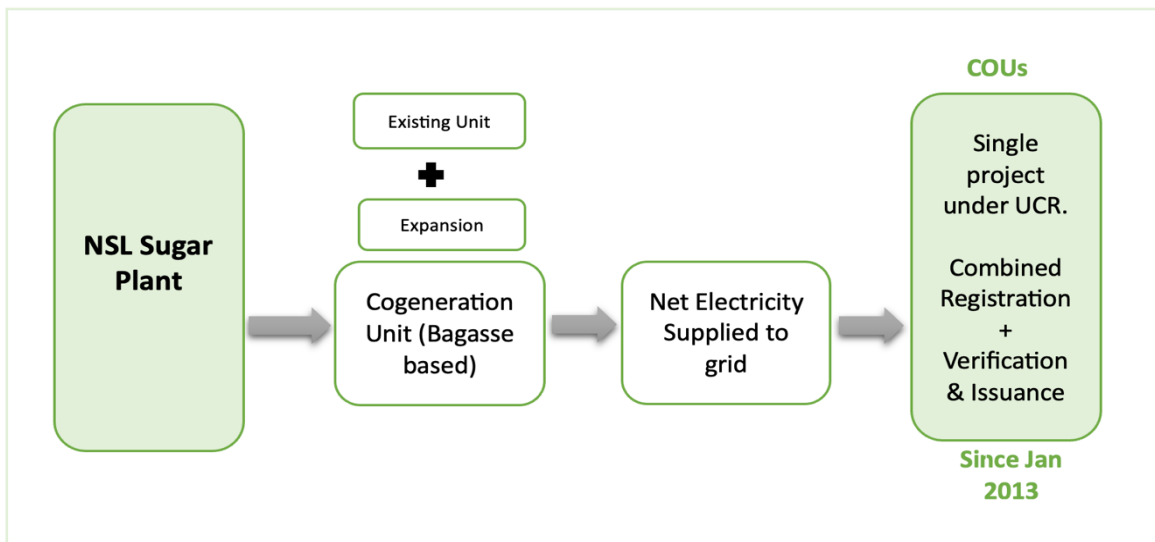 NSL Sugar
Plant
Existing Unit
Expansion
Cogeneration
Unit (Bagasse
based)
Net Electricity
Supplied to
grid
COUs
Single
project
under UCR.
Combined
Registration
+
Verification
& Issuance
Since Jan
2013